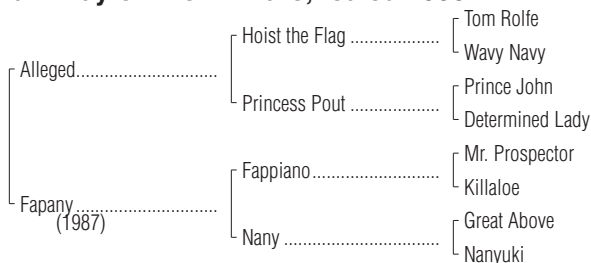 Tom Rolfe
Hoist the Flag ....................
Wavy Navy
Alleged................................
Prince John
Princess Pout ....................
Determined Lady
Mr. Prospector
Fappiano............................
Killaloe
Fapany................................
(1987)
Great Above
Nany ..................................
Nanyuki